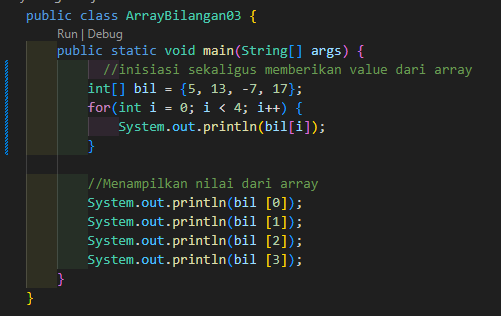 public class ArrayBilangan03 {
Run | Debug
public static void main(String[] args) {
//inisiasi sekaligus memberikan value dari array
int[] bil = {5, 13, -7, 17};
for(int i = 0; i < 4; i++) {
System.out.println(bil[i]);
}
//Menampilkan nilai dari array
System.out.println(bil [0]);
System.out.println(bil [1]);
System.out.println(bil [2]);
System.out.println(bil [3]);
}
}